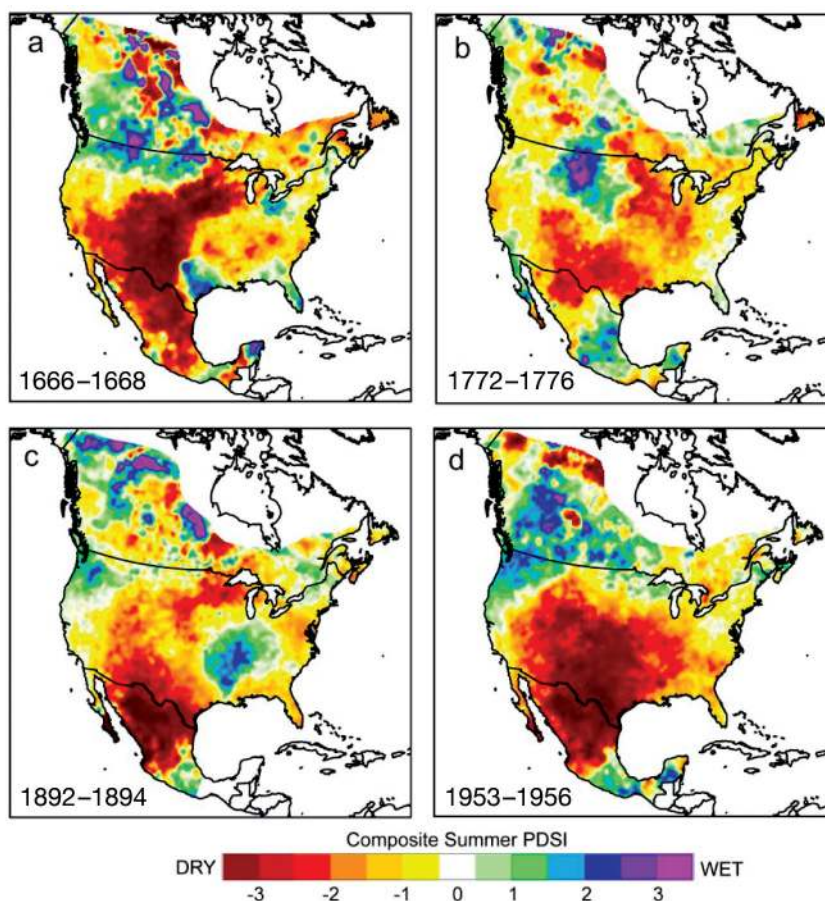 a
b
1666–1668
1772–1776
c
d
1892–1894
1953–1956
Composite Summer PDSI
DRY
WET
-3 -2 -1 0 1 2 3